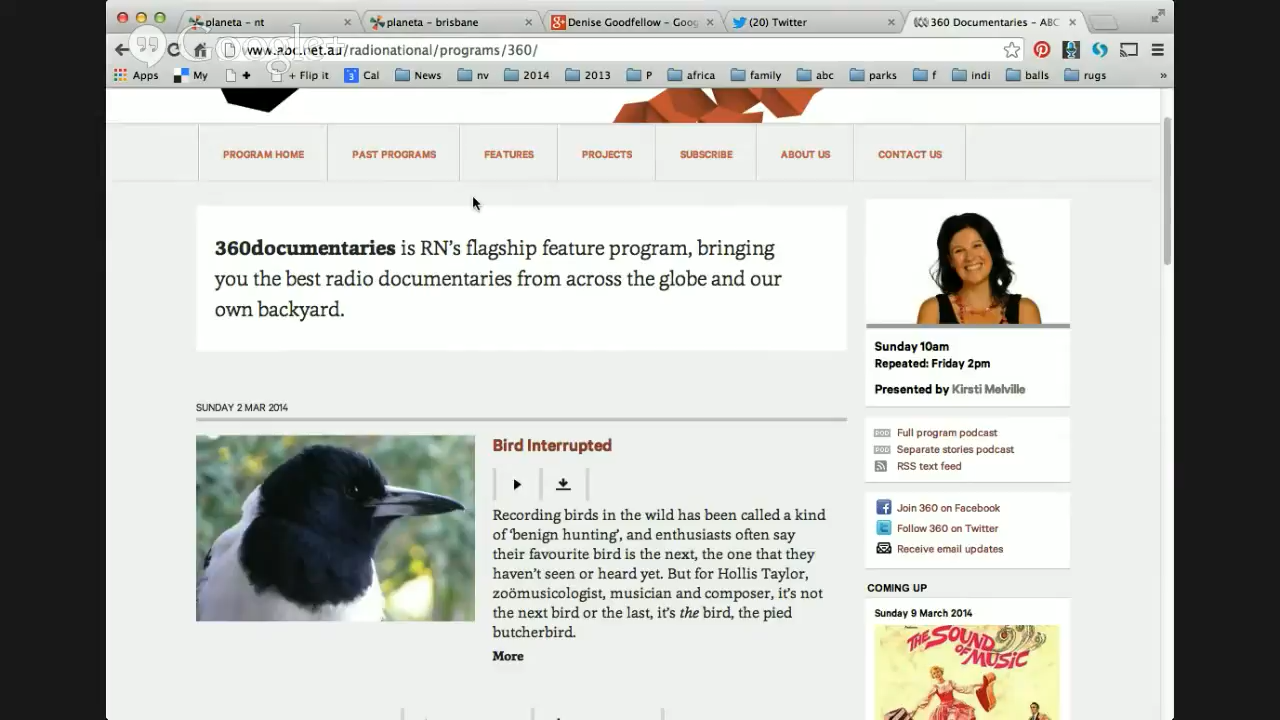 planeta - nt
planeta - brisbane
Denise Goodfellow - Goog
(20) Twitter
360 Documentaries - ABC
Google+
www.abc.net.au/radionational/programs/360/
Apps
My
+ Flip it
3 Cal
News
nv
2014
2013
P
africa
family
abc
parks
f
indi
balls
rugs
»
PROGRAM HOME
PAST PROGRAMS
FEATURES
PROJECTS
SUBSCRIBE
ABOUT US
CONTACT US
360documentaries is RN's flagship feature program, bringing
you the best radio documentaries from across the globe and our
own backyard.
Sunday 10am
Repeated: Friday 2pm
Presented by Kirsti Melville
POD Full program podcast
POD Separate stories podcast
RSS text feed
Join 360 on Facebook
Follow 360 on Twitter
Receive email updates
COMING UP
Sunday 9 March 2014
THE SOUND
OF MUSIC
SUNDAY 2 MAR 2014
Bird Interrupted
Recording birds in the wild has been called a kind
of 'benign hunting', and enthusiasts often say
their favourite bird is the next, the one that they
haven't seen or heard yet. But for Hollis Taylor,
zoömusicologist, musician and composer, it's not
the next bird or the last, it's the bird, the pied
butcherbird.
More